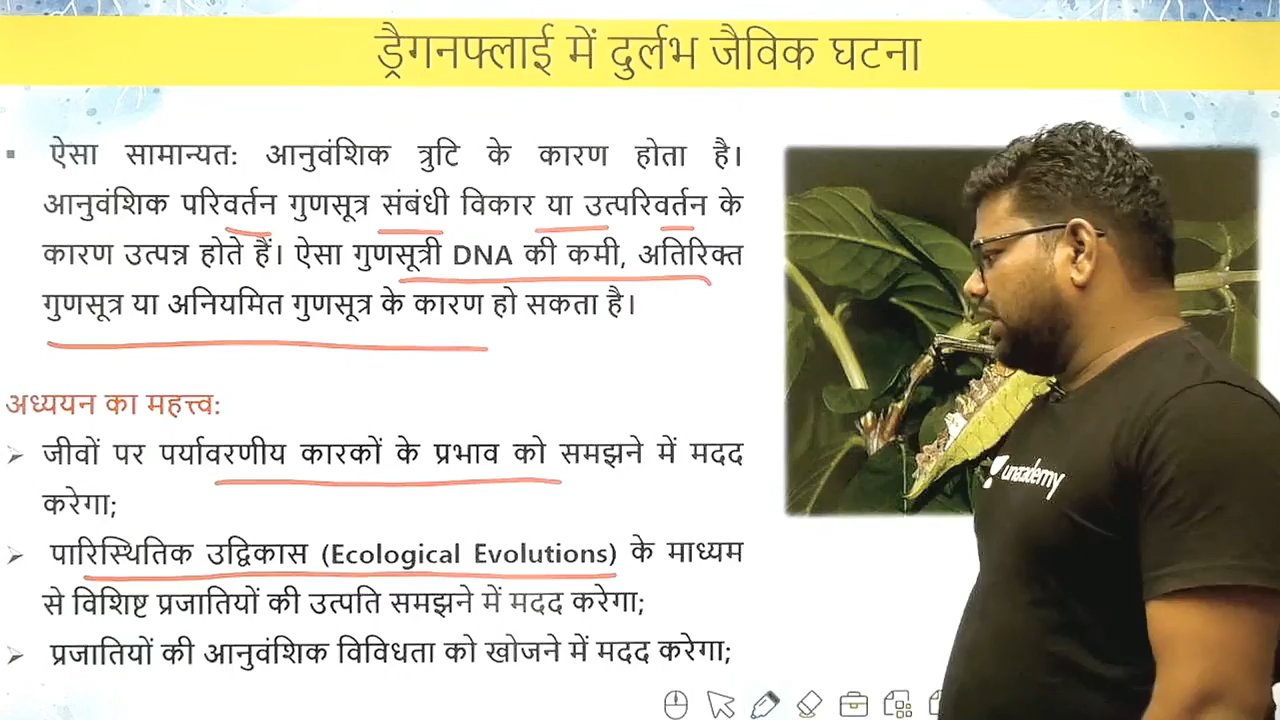 ड्रैगनफ्लाई में दुर्लभ जैविक घटना
▪ ऐसा सामान्यत: आनुवंशिक त्रुटि के कारण होता है।
आनुवंशिक परिवर्तन गुणसूत्र संबंधी विकार या उत्परिवर्तन के
कारण उत्पन्न होते हैं। ऐसा गुणसूत्री DNA की कमी, अतिरिक्त
गुणसूत्र या अनियमित गुणसूत्र के कारण हो सकता है।
अध्ययन का महत्त्व:
➢ जीवों पर पर्यावरणीय कारकों के प्रभाव को समझने में मदद
करेगा;
➢ पारिस्थितिक उद्विकास (Ecological Evolutions) के माध्यम
से विशिष्ट प्रजातियों की उत्पति समझने में मदद करेगा;
➢ प्रजातियों की आनुवंशिक विविधता को खोजने में मदद करेगा;
unacademy